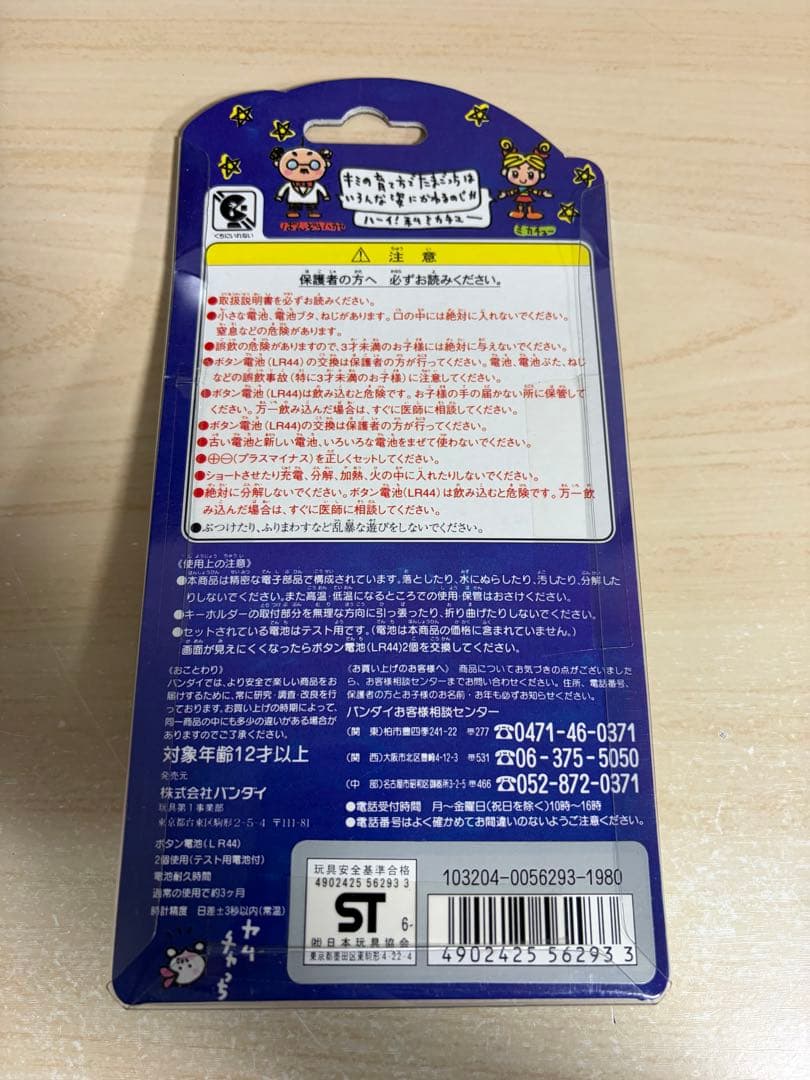 キミの育て方でたまごっちは
いろんな姿にかわるのじゃ
ハーイ!
ミカチュー
くちにいれない
⚠ 注意
保護者の方へ 必ずお読みください。
●取扱説明書を必ずお読みください。
●小さな電池、電池ブタ、ねじがあります。口の中には絶対に入れないでください。
窒息などの危険があります。
●誤飲の危険がありますので、3才未満のお子様には絶対に与えないでください。
●ボタン電池(LR44)の交換は保護者の方が行ってください。電池、電池ぶた、ねじ
などの誤飲事故(特に3才未満のお子様)に注意してください。
●ボタン電池(LR44)は飲み込むと危険です。お子様の手の届かない所に保管して
ください。万一飲み込んだ場合は、すぐに医師に相談してください。
●ボタン電池(LR44)の交換は保護者の方が行ってください。
●古い電池と新しい電池、いろいろな電池をまぜて使わないでください。
●⊕⊖(プラスマイナス)を正しくセットしてください。
●ショートさせたり充電、分解、加熱、火の中に入れたりしないでください。
●絶対に分解しないでください。ボタン電池(LR44)は飲み込むと危険です。万一飲
み込んだ場合は、すぐに医師に相談してください。
●ぶつけたり、ふりまわすなど乱暴な遊びをしないでください。
《使用上の注意》
●本商品は精密な電子部品で構成されています。落としたり、水にぬらしたり、汚したり、分解した
りしないでください。また高温・低温になるところでの使用・保管はおさけください。
●キーホルダーの取付部分を無理な方向に引っ張ったり、折り曲げたりしないでください。
●セットされている電池はテスト用です。(電池は本商品の価格に含まれていません。)
画面が見えにくくなったらボタン電池(LR44)2個を交換してください。
《おことわり》
バンダイでは、より安全で楽しい商品をお
届けするために、常に研究・調査・改良を行
っております。お買い上げの時期によって、
同一商品の中にも多少の違いがある場合が
ありますのでご了承ください。
対象年齢12才以上
発売元
株式会社バンダイ
玩具第1事業部
東京都台東区駒形2-5-4 〒111-81
《お買い上げのお客様へ》 商品についてお気づきの点がございました
ら、お客様相談センターまでお問い合わせください。住所、電話番号、
保護者の方とお子様のお名前・お年も必ずお知らせください。
バンダイお客様相談センター
(関 東)柏市豊四季241-22 〒277 ☎0471-46-0371
(関 西)大阪市北区豊崎4-12-3 〒531 ☎06-375-5050
(中 部)名古屋市昭和区御器所3-2-5 〒466 ☎052-872-0371
●電話受付時間 月〜金曜日(祝日を除く)10時〜16時
●電話番号はよく確かめてお間違いのないようご注意ください。
ボタン電池(LR44)
2個使用(テスト用電池付)
電池耐久時間
通常の使用で約3ヶ月
時計精度 日差±3秒以内(常温)
玩具安全基準合格
4902425 56293 3
ST
6-
(社)日本玩具協会
東京都墨田区東駒形4-22-4
103204-0056293-1980
4902425 562933